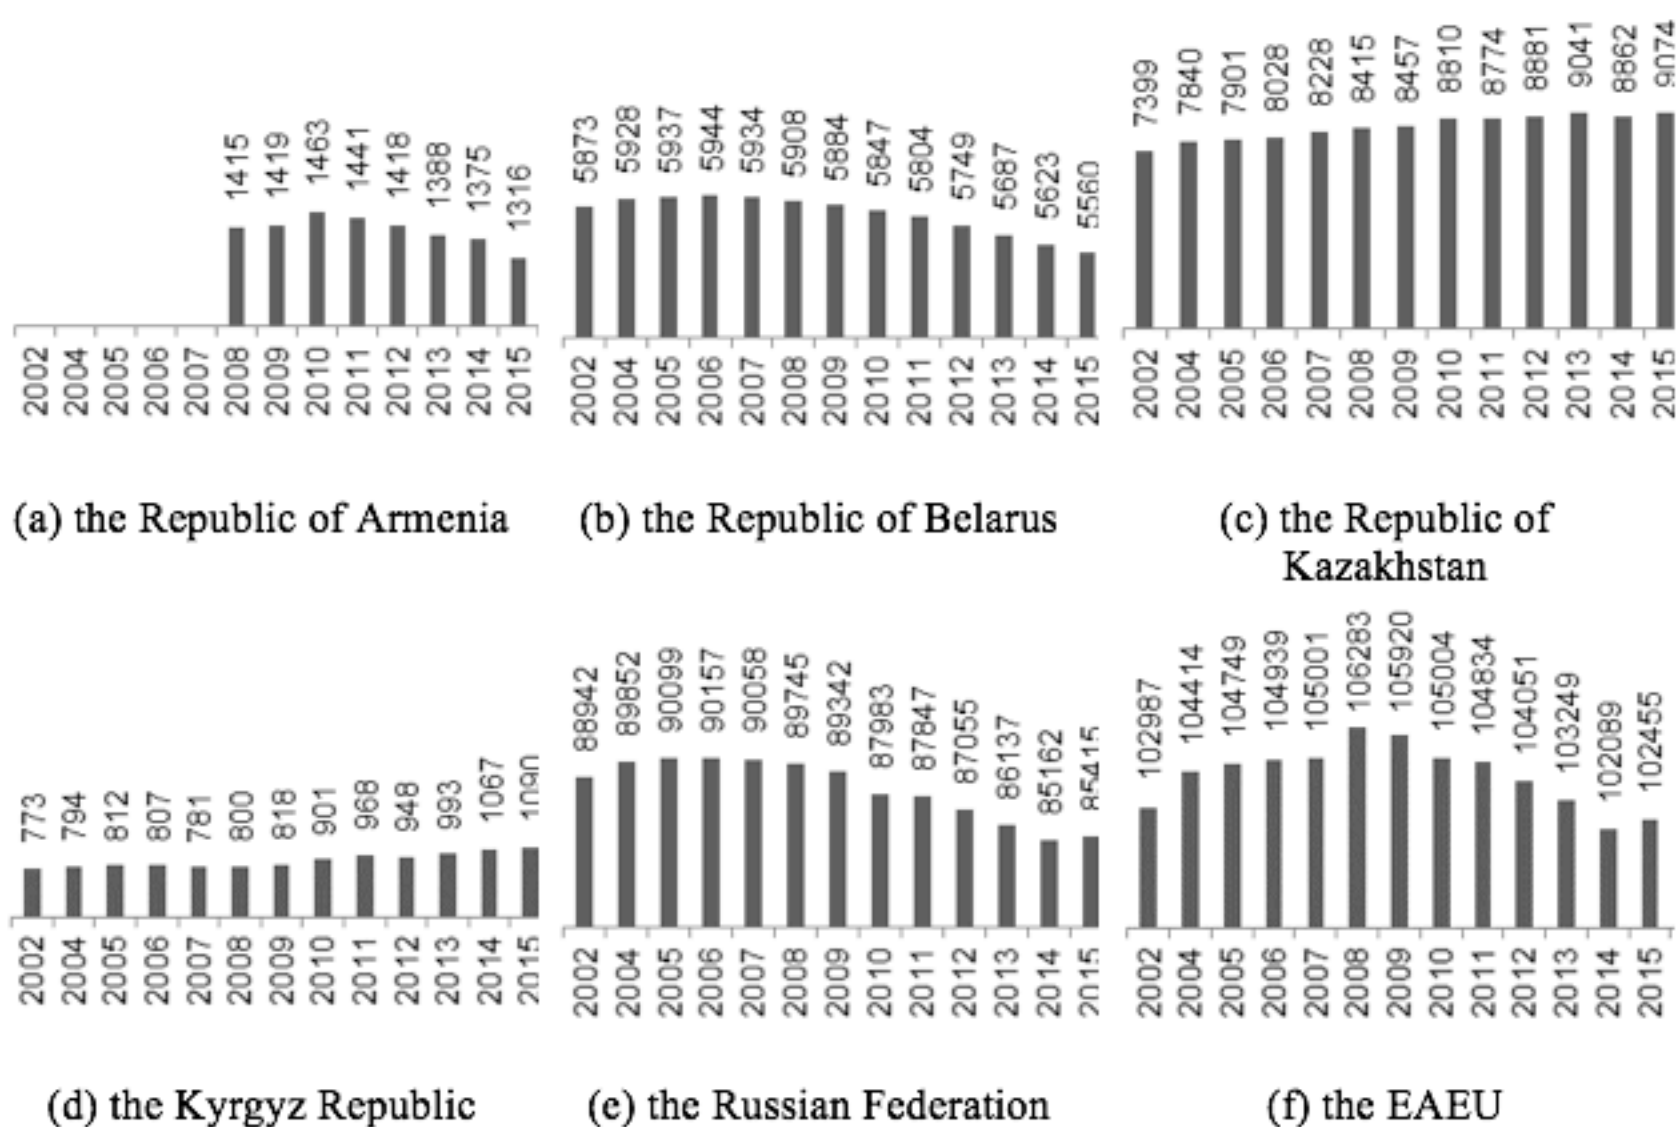 1415 1419 1463 1441 1418 1388 1375 1316
2002 2004 2005 2006 2007 2008 2009 2010 2011 2012 2013 2014 2015
(a) the Republic of Armenia
5873 5928 5937 5944 5934 5908 5884 5847 5804 5749 5687 5623 5560
2002 2004 2005 2006 2007 2008 2009 2010 2011 2012 2013 2014 2015
(b) the Republic of Belarus
7399 7840 7901 8028 8228 8415 8457 8810 8774 8881 9041 8862 9074
2002 2004 2005 2006 2007 2008 2009 2010 2011 2012 2013 2014 2015
(c) the Republic of
Kazakhstan
773 794 812 807 781 800 818 901 968 948 993 1067 1090
2002 2004 2005 2006 2007 2008 2009 2010 2011 2012 2013 2014 2015
(d) the Kyrgyz Republic
88942 89852 90099 90157 90058 89745 89342 87983 87847 87055 86137 85162 85415
2002 2004 2005 2006 2007 2008 2009 2010 2011 2012 2013 2014 2015
(e) the Russian Federation
102987 104414 104749 104939 105001 106283 105920 105004 104834 104051 103249 102089 102455
2002 2004 2005 2006 2007 2008 2009 2010 2011 2012 2013 2014 2015
(f) the EAEU